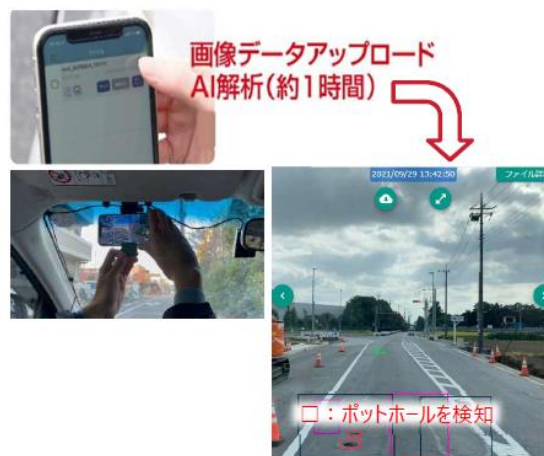 画像データアップロード
AI解析(約1時間)
2021/09/29 13:42:50
ファイル詳
□：ポットホールを検知